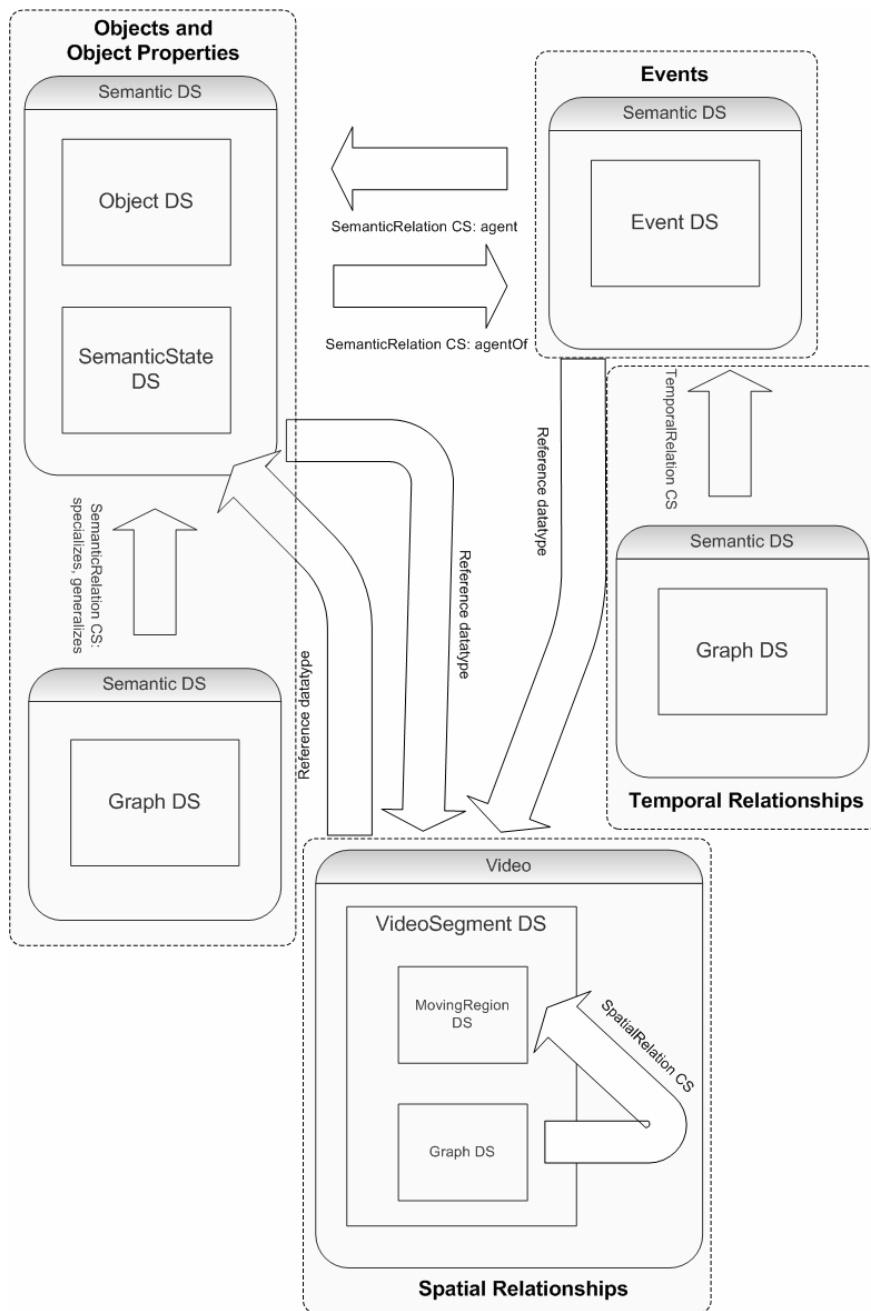 Objects and
Object Properties
Semantic DS
Object DS
SemanticState
DS
SemanticRelation CS:
specializes, generalizes
Semantic DS
Graph DS
SemanticRelation CS: agent
SemanticRelation CS: agentOf
Events
Semantic DS
Event DS
TemporalRelation CS
Semantic DS
Graph DS
Temporal Relationships
Reference datatype
Reference datatype
Reference datatype
Video
VideoSegment DS
MovingRegion
DS
Graph DS
SpatialRelation CS
Spatial Relationships